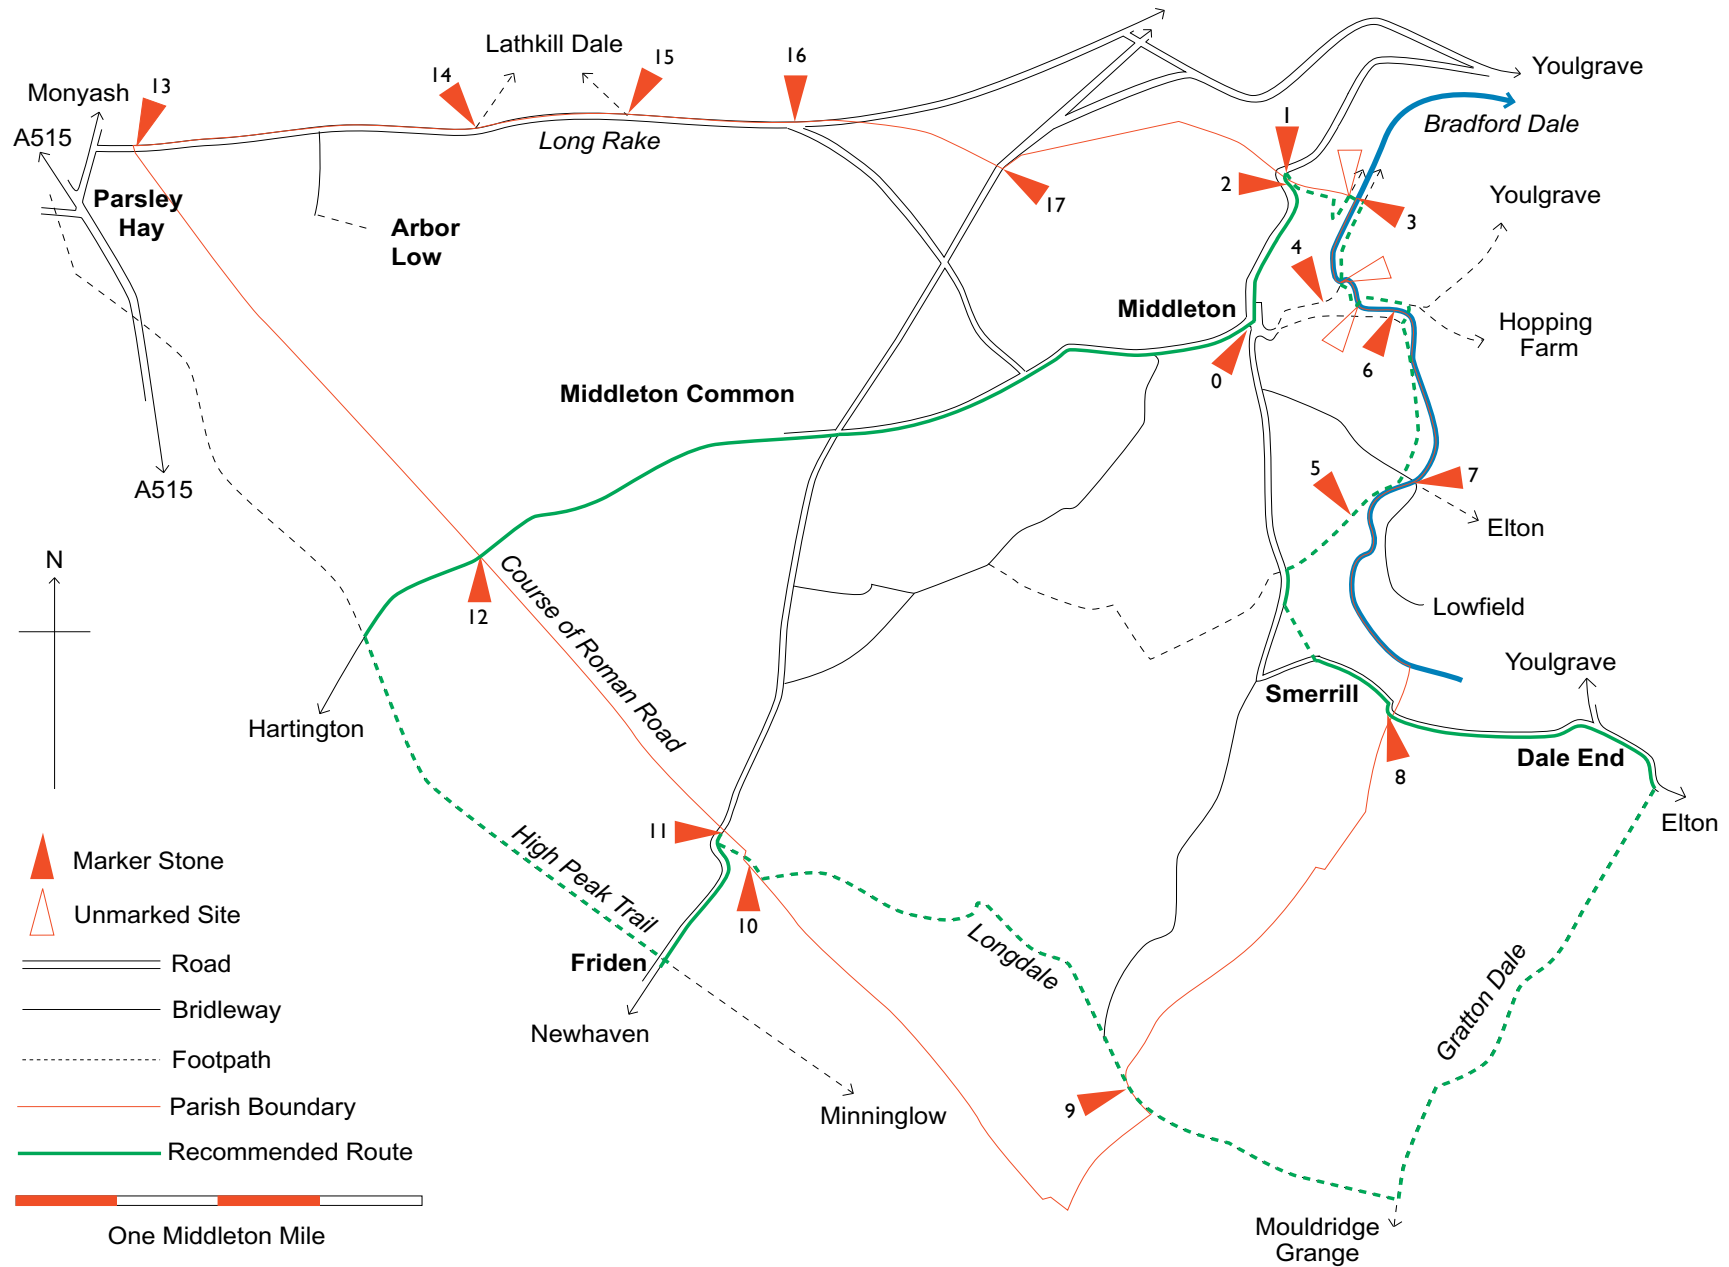 Lathkill Dale
15
16
14
13
Monyash
A515
Long Rake
Youlgrave
Bradford Dale
1
2
17
3
Youlgrave
Parsley
Hay
Arbor
Low
4
Middleton
Hopping
Farm
0
6
Middleton Common
A515
5
7
Elton
N
12
Course of Roman Road
Lowfield
Youlgrave
Smerrill
Hartington
8
Dale End
Elton
11
High Peak Trail
10
Friden
Longdale
Gratton Dale
Newhaven
Minninglow
9
Mouldridge
Grange
Marker Stone
Unmarked Site
Road
Bridleway
Footpath
Parish Boundary
Recommended Route
One Middleton Mile